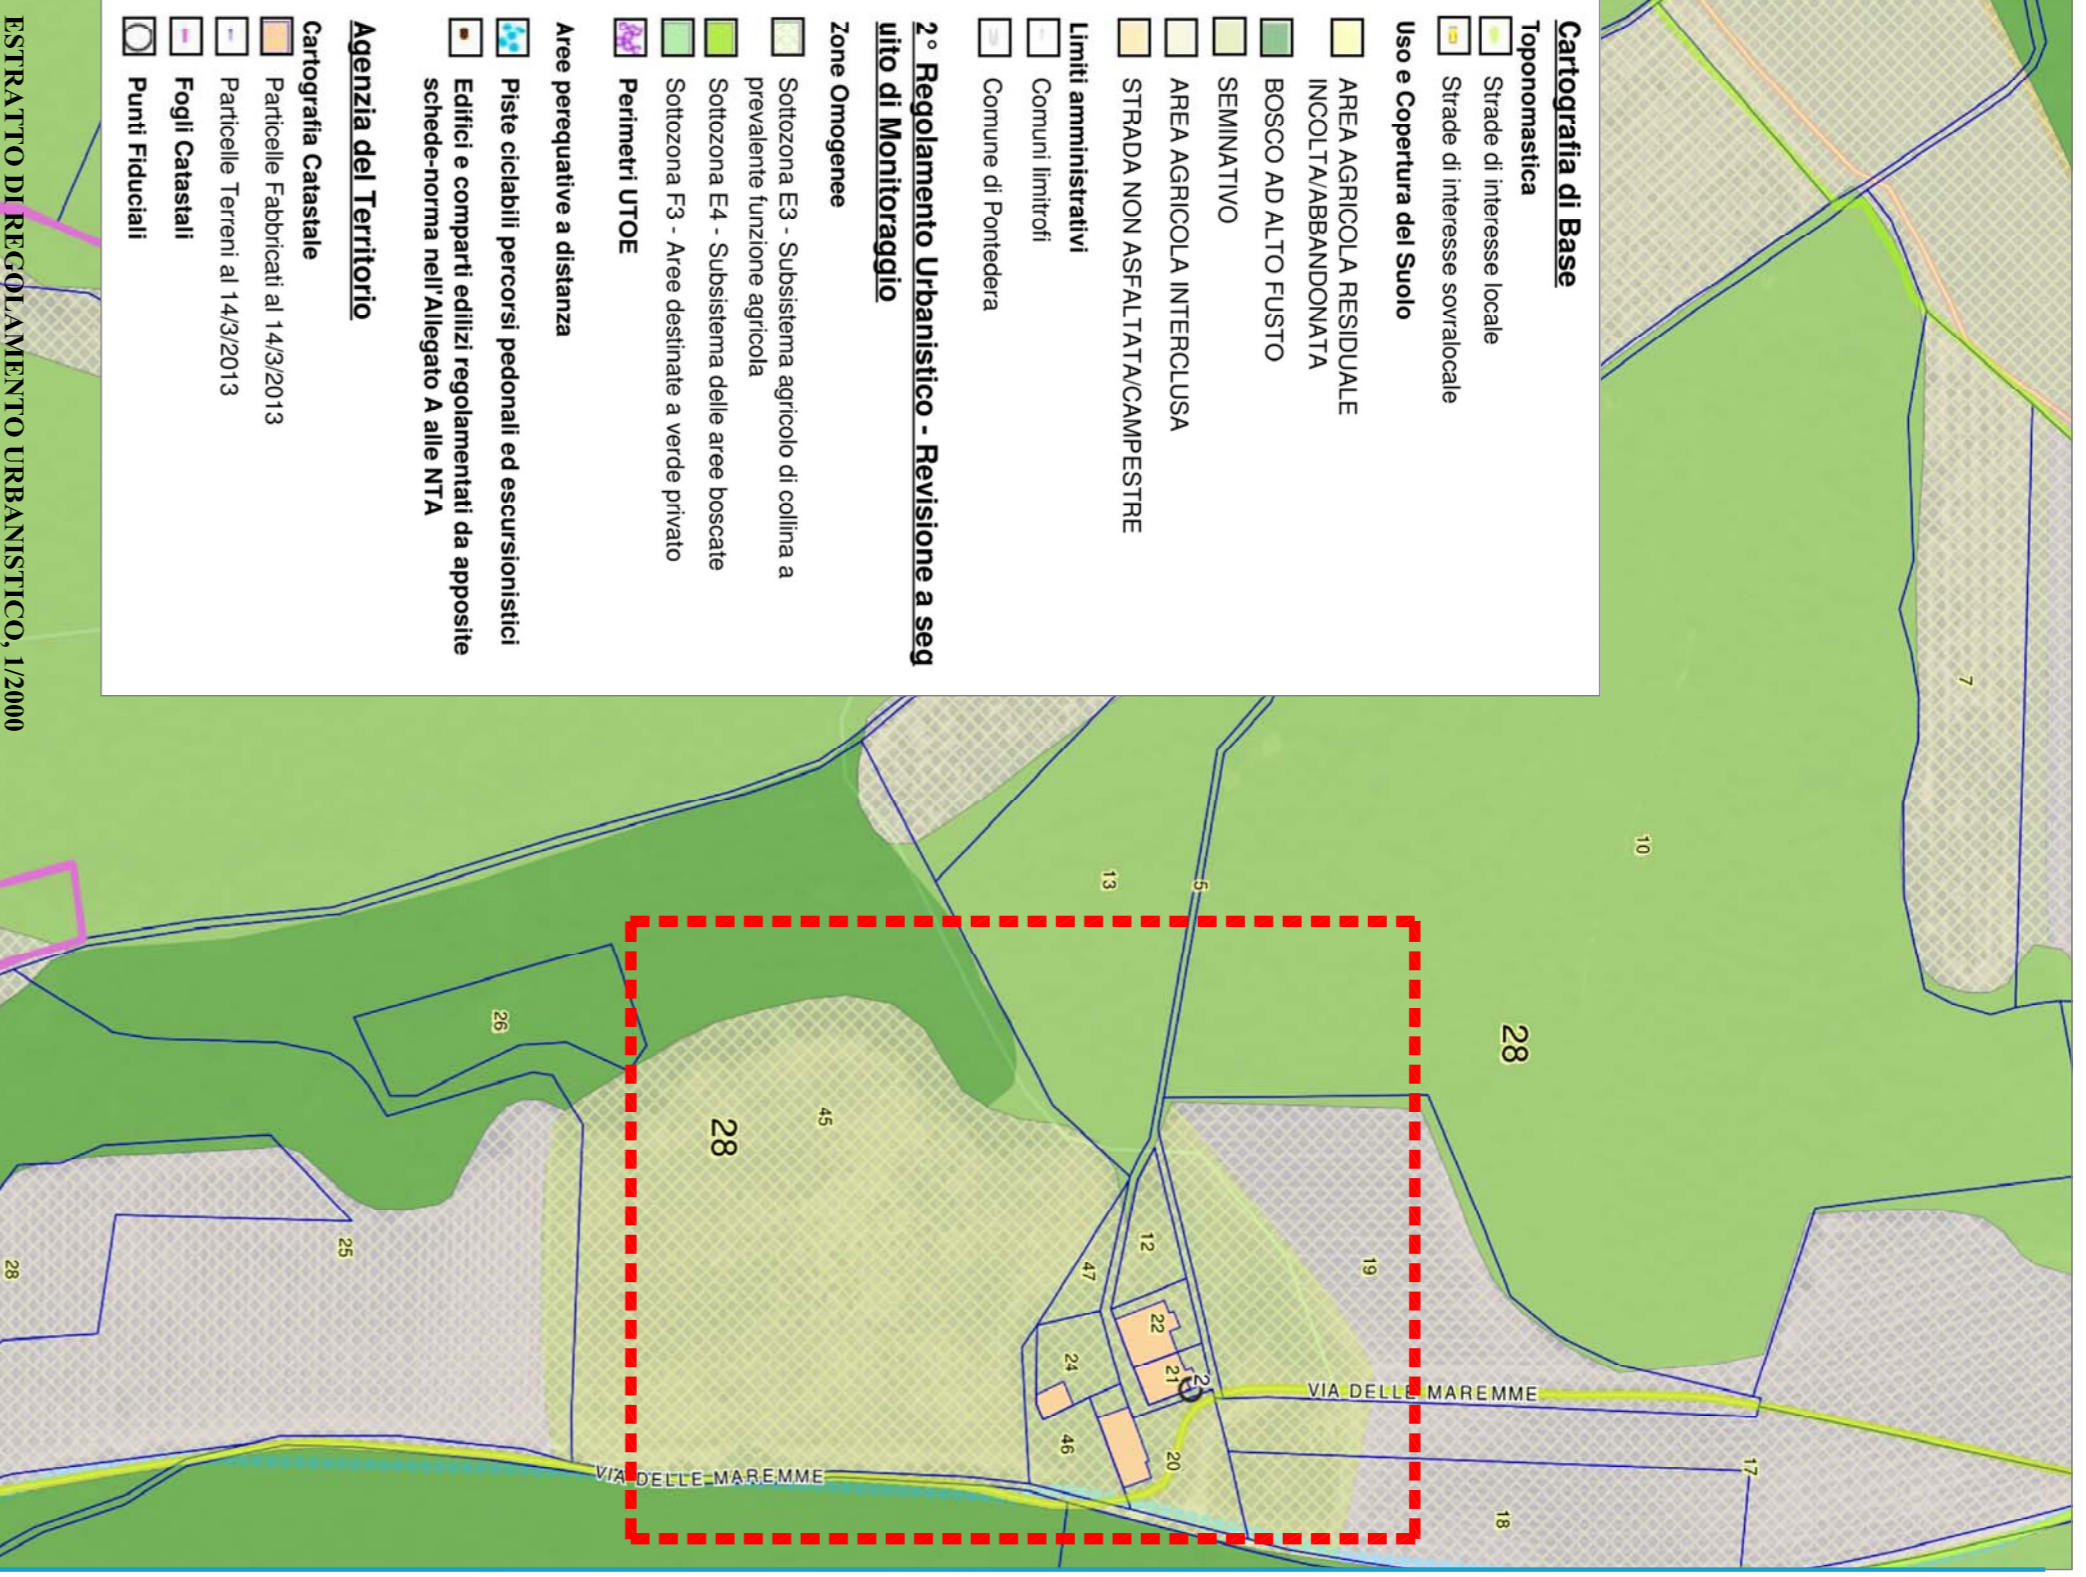 Cartografia di Base
Toponomastica
Strade di interesse locale
Strade di interesse sovralocale
Uso e Copertura del Suolo
AREA AGRICOLA RESIDUALE
INCOLTA/ABBANDONATA
BOSCO AD ALTO FUSTO
SEMINATIVO
AREA AGRICOLA INTERCLUSA
STRADA NON ASFALTATA/CAMPESTRE
Limiti amministrativi
Comuni limitrofi
Comune di Pontedera
2° Regolamento Urbanistico - Revisione a seg
uito di Monitoraggio
Zone Omogenee
Sottozona E3 - Subsistema agricolo di collina a
prevalente funzione agricola
Sottozona E4 - Subsistema delle aree boscate
Sottozona F3 - Aree destinate a verde privato
Perimetri UTOE
Aree perequative a distanza
Piste ciclabili percorsi pedonali ed escursionistici
Edifici e comparti edilizi regolamentati da apposite
schede-norma nell'Allegato A alle NTA
Agenzia del Territorio
Cartografia Catastale
Particelle Fabbricati al 14/3/2013
Particelle Terreni al 14/3/2013
Fogli Catastali
Punti Fiduciali
ESTRATTO DI REGOLAMENTO URBANISTICO, 1/2000
7
10
28
5
13
19
17
18
VIA DELLE MAREMME
12
47
22
21
2
24
46
20
45
28
VIA DELLE MAREMME
26
25
28